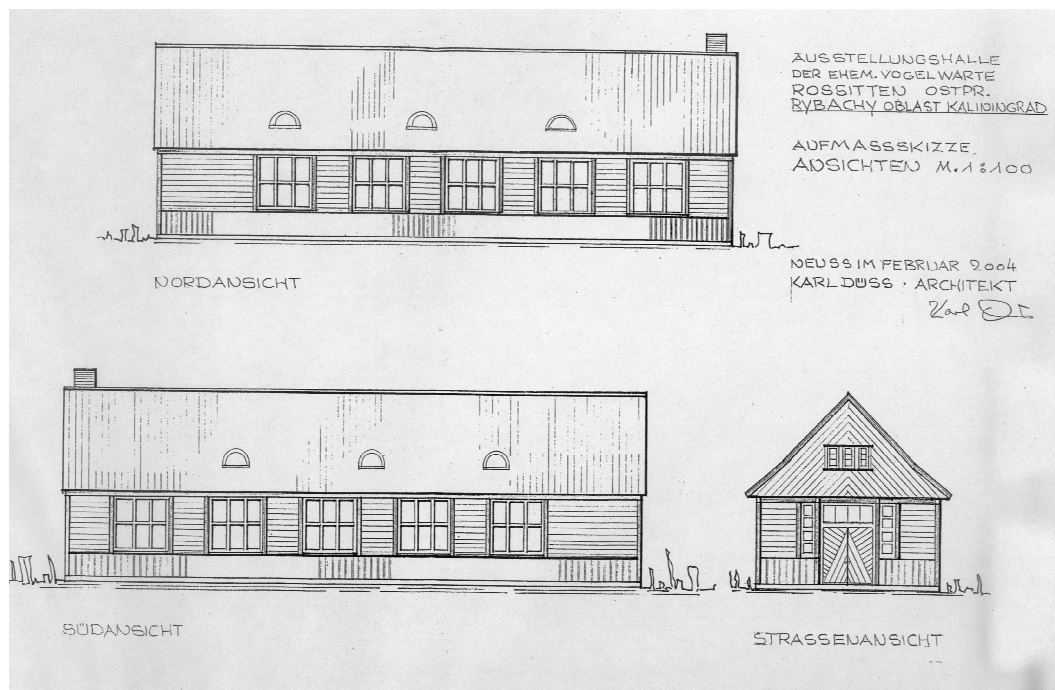 AUSSTELLUNGSHALLE
DER EHEM. VOGELWARTE
ROSSITTEN OSTPR.
RYBACHY OBLAST KALININGRAD
AUFMASSSKIZZE
ANSICHTEN M. 1:100
NEUSS IM FEBRUAR 2004
KARL DÜSS · ARCHITEKT
Karl
NORDANSICHT
SÜDANSICHT
STRASSENANSICHT